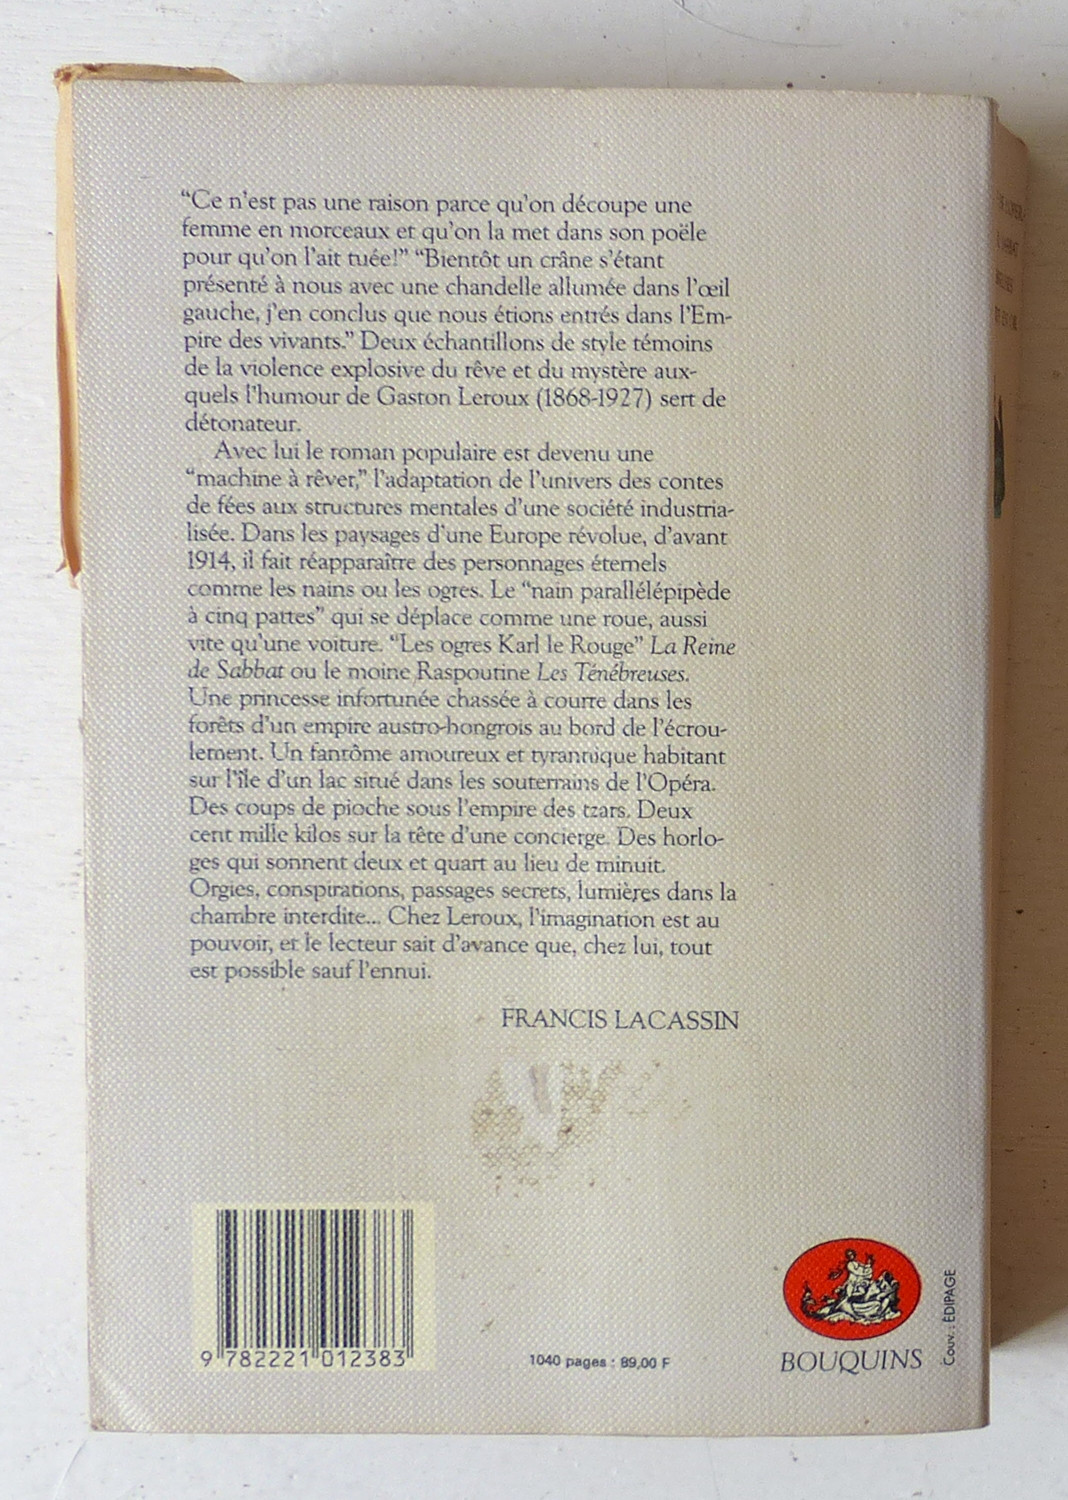 “Ce n'est pas une raison parce qu'on découpe une
femme en morceaux et qu'on la met dans son poële
pour qu'on l'ait tuée!” “Bientôt un crâne s'étant
présenté à nous avec une chandelle allumée dans l'œil
gauche, j'en conclus que nous étions entrés dans l'Em-
pire des vivants.” Deux échantillons de style témoins
de la violence explosive du rêve et du mystère aux-
quels l'humour de Gaston Leroux (1868-1927) sert de
détonateur.
Avec lui le roman populaire est devenu une
“machine à rêver,” l'adaptation de l'univers des contes
de fées aux structures mentales d'une société industria-
lisée. Dans les paysages d'une Europe révolue, d'avant
1914, il fait réapparaître des personnages éternels
comme les nains ou les ogres. Le “nain parallélépipède
à cinq pattes” qui se déplace comme une roue, aussi
vite qu'une voiture. “Les ogres Karl le Rouge” La Reine
de Sabbat ou le moine Raspoutine Les Ténébreuses.
Une princesse infortunée chassée à courre dans les
forêts d'un empire austro-hongrois au bord de l'écrou-
lement. Un fantôme amoureux et tyrannique habitant
sur l'île d'un lac situé dans les souterrains de l'Opéra.
Des coups de pioche sous l'empire des tzars. Deux
cent mille kilos sur la tête d'une concierge. Des horlo-
ges qui sonnent deux et quart au lieu de minuit.
Orgies, conspirations, passages secrets, lumières dans la
chambre interdite... Chez Leroux, l'imagination est au
pouvoir, et le lecteur sait d'avance que, chez lui, tout
est possible sauf l'ennui.
FRANCIS LACASSIN
9 782221 012383
1040 pages : 89,00 F
BOUQUINS
Couv. : EDIPAGE